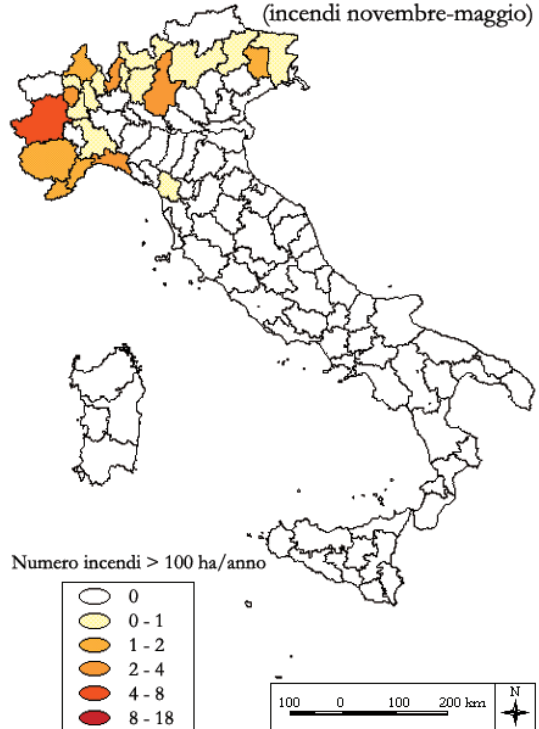 (incendi novembre-maggio)
Numero incendi > 100 ha/anno
0
0 - 1
1 - 2
2 - 4
4 - 8
8 - 18
100 0 100 200 km
N